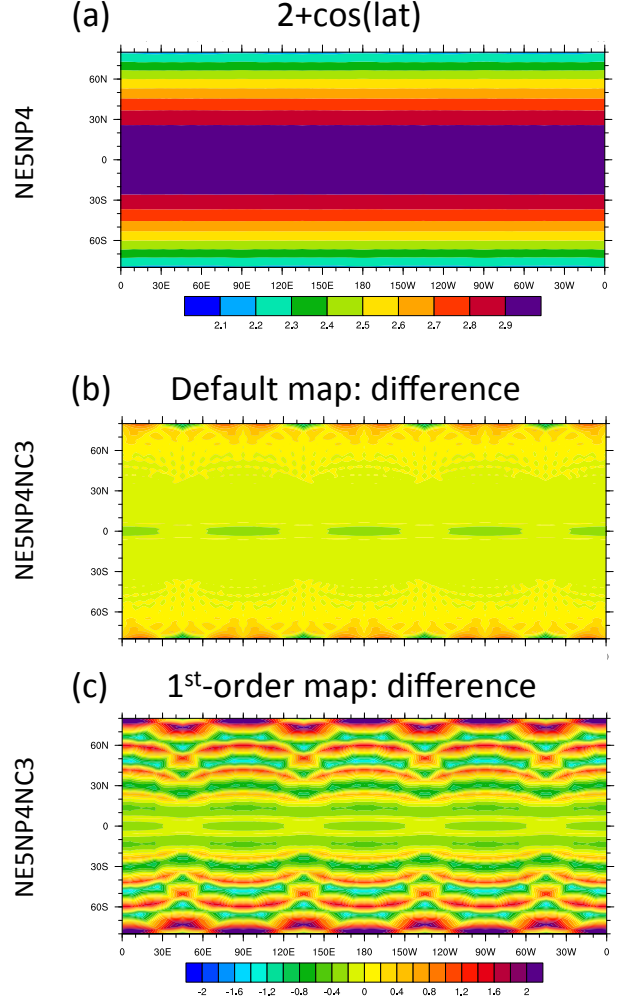 (a) 2+cos(lat)
NE5NP4
60N
30N
0
30S
60S
0 30E 60E 90E 120E 150E 180 150W 120W 90W 60W 30W 0
2.1 2.2 2.3 2.4 2.5 2.6 2.7 2.8 2.9
(b) Default map: difference
NE5NP4NC3
60N
30N
0
30S
60S
(c) 1st-order map: difference
NE5NP4NC3
60N
30N
0
30S
60S
0 30E 60E 90E 120E 150E 180 150W 120W 90W 60W 30W 0
-2 -1.6 -1.2 -0.8 -0.4 0 0.4 0.8 1.2 1.6 2